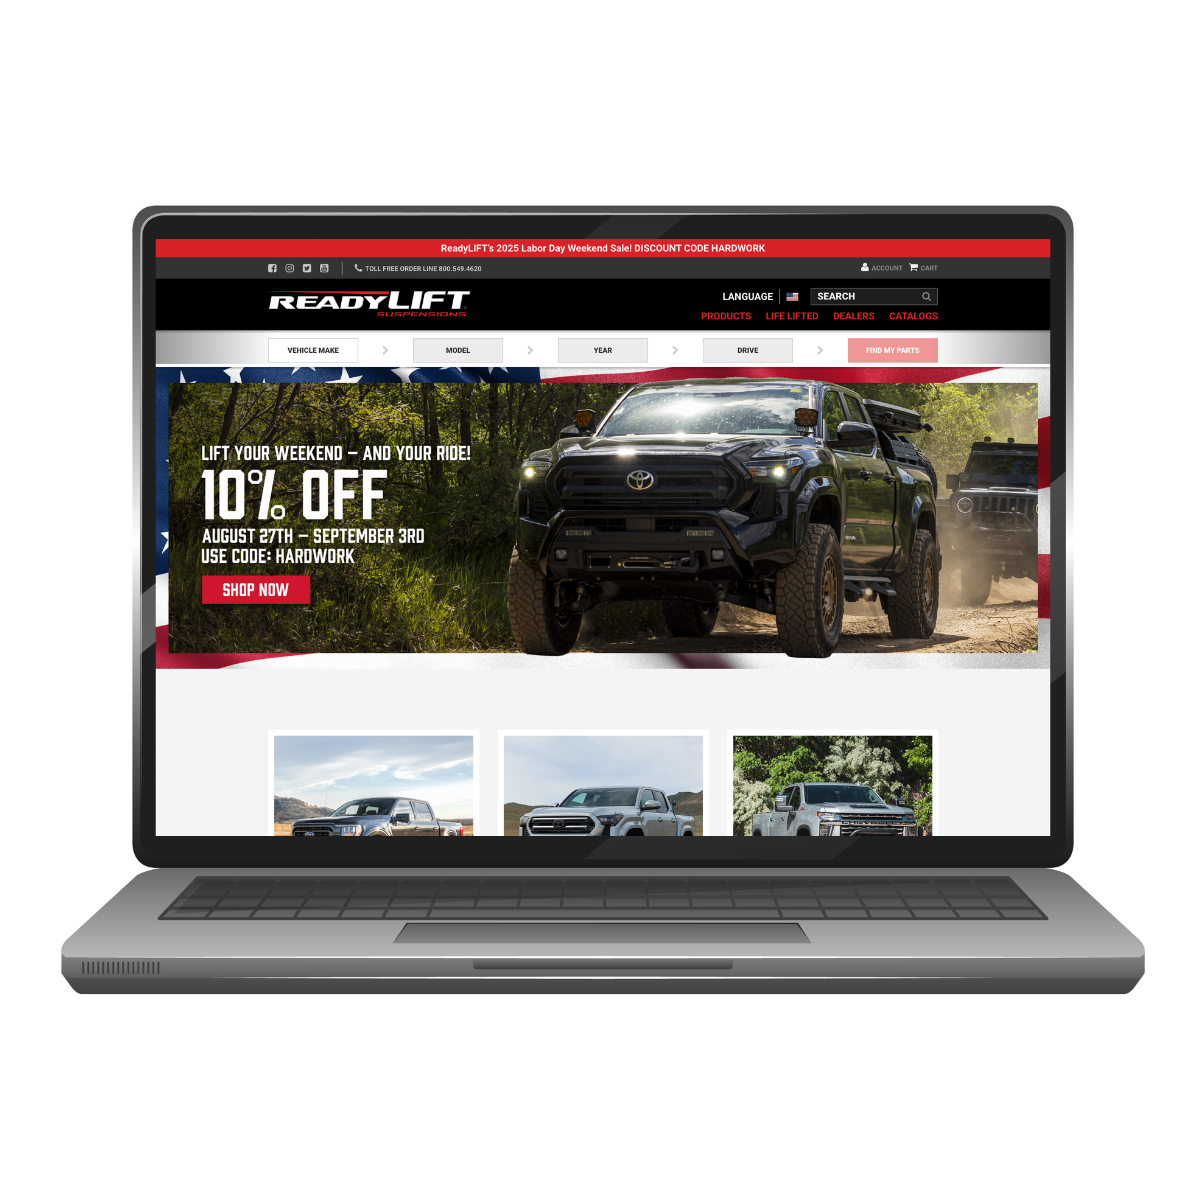 ReadyLIFT's 2025 Labor Day Weekend Sale! DISCOUNT CODE HARDWORK
TOLL FREE ORDER LINE 800.549.4620
ACCOUNT CART
READYLIFT
SUSPENSIONS
LANGUAGE
SEARCH
PRODUCTS LIFE LIFTED DEALERS CATALOGS
VEHICLE MAKE MODEL YEAR DRIVE FIND MY PARTS
LIFT YOUR WEEKEND – AND YOUR RIDE!
10% OFF
AUGUST 27TH – SEPTEMBER 3RD
USE CODE: HARDWORK
SHOP NOW
CHEVROLET